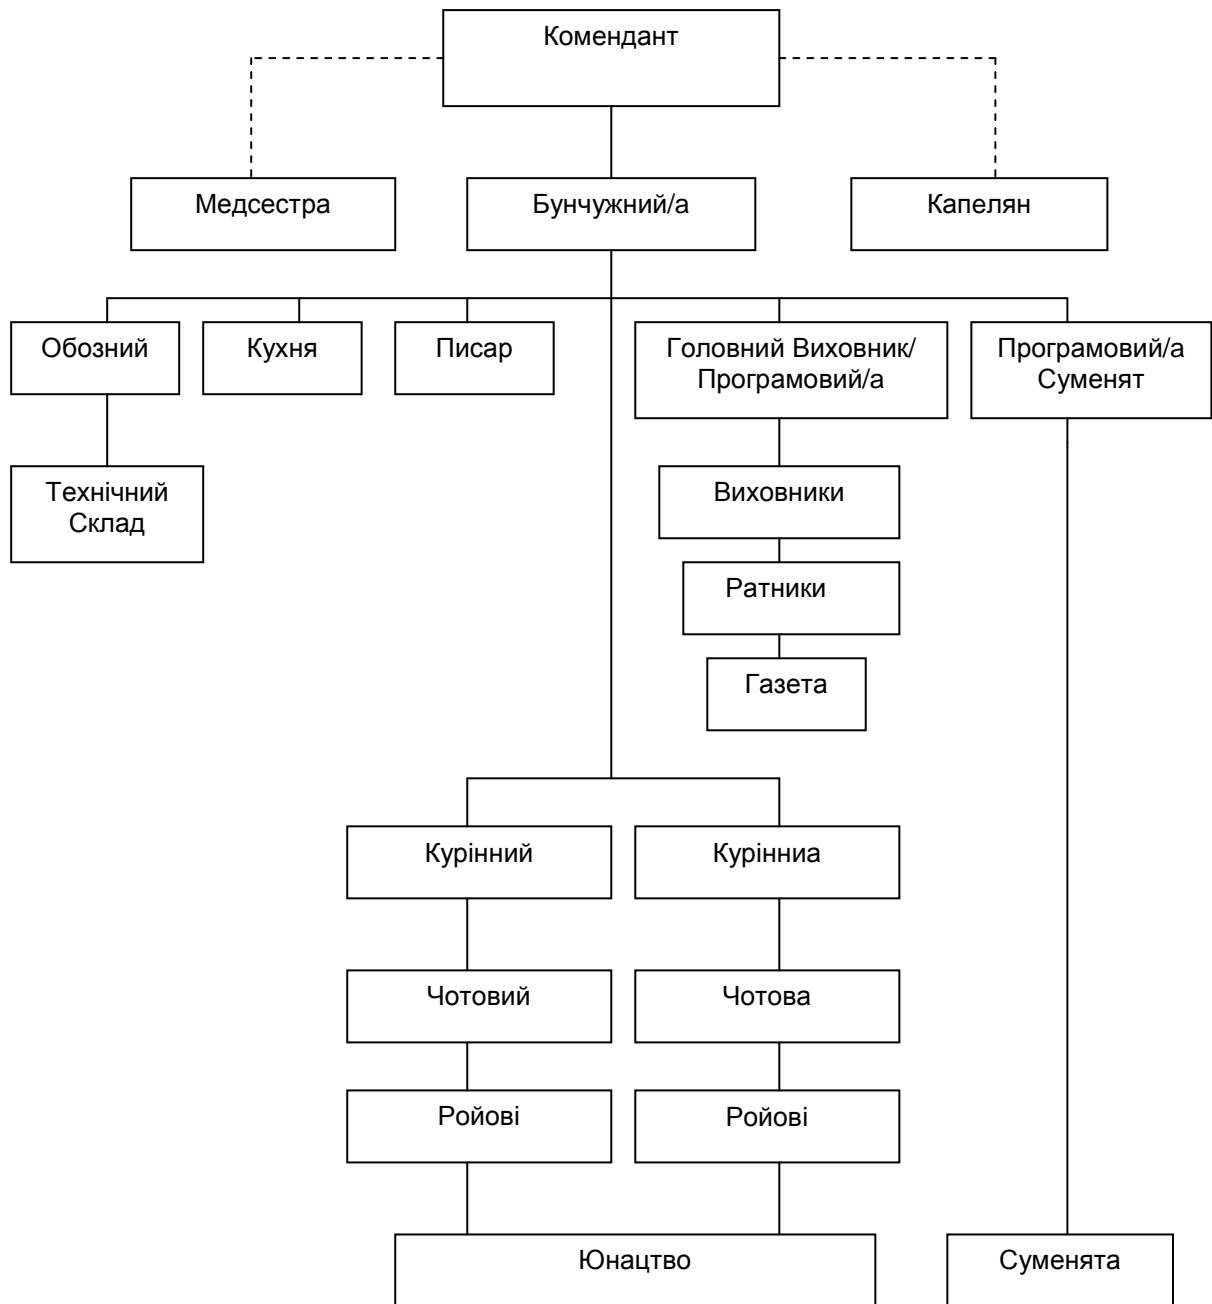 Комендант
Медсестра
Бунчужний/а
Капелян
Обозний
Кухня
Писар
Головний Виховник/
Програмовий/а
Програмовий/а
Суменят
Технічний
Склад
Виховники
Ратники
Газета
Курінний
Курінниа
Чотовий
Чотова
Ройові
Ройові
Юнацтво
Суменята